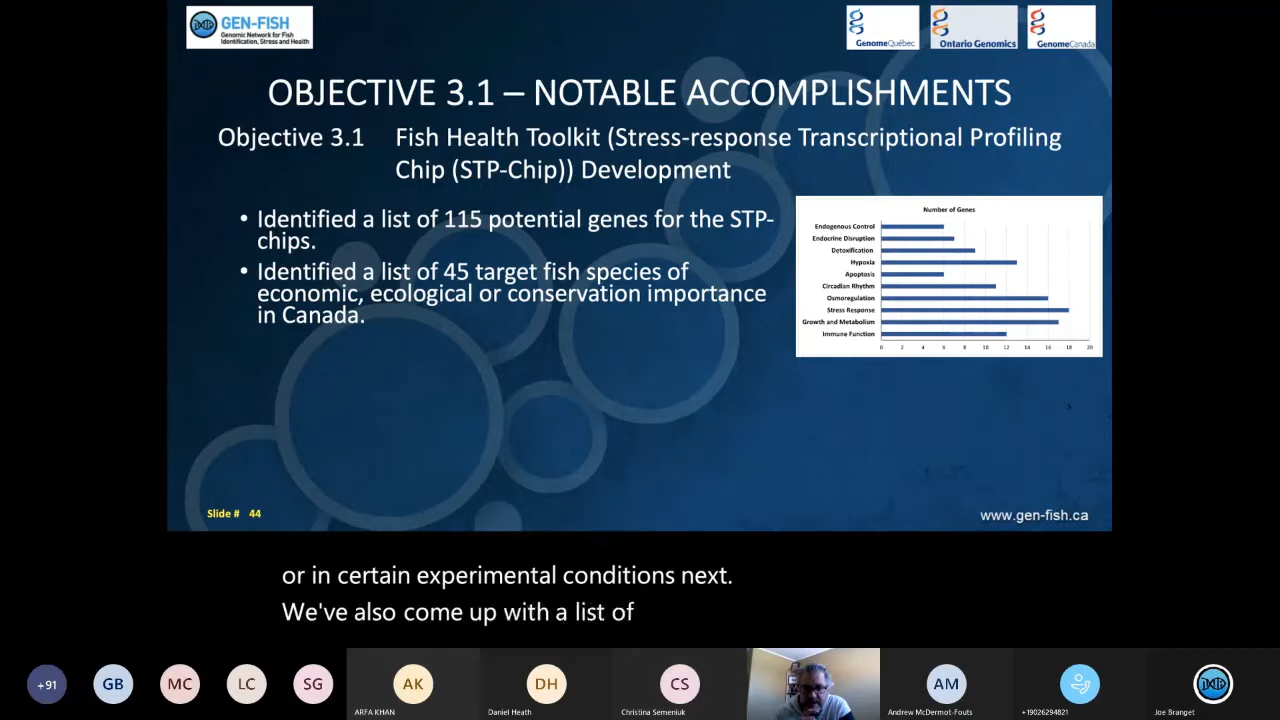 GEN-FISH
Genomic Network for Fish
Identification, Stress and Health
GenomeQuébec
Ontario Genomics
GenomeCanada
OBJECTIVE 3.1 – NOTABLE ACCOMPLISHMENTS
Objective 3.1 Fish Health Toolkit (Stress-response Transcriptional Profiling
Chip (STP-Chip)) Development
• Identified a list of 115 potential genes for the STP-
chips.
• Identified a list of 45 target fish species of
economic, ecological or conservation importance
in Canada.
Number of Genes
Endogenous Control
Endocrine Disruption
Detoxification
Hypoxia
Apoptosis
Circadian Rhythm
Osmoregulation
Stress Response
Growth and Metabolism
Immune Function
0 2 4 6 8 10 12 14 16 18 20
Slide # 44
www.gen-fish.ca
or in certain experimental conditions next.
We've also come up with a list of
+91 GB MC LC SG AK DH CS AM
ARFA KHAN Daniel Heath Christina Semeniuk Andrew McDermot-Fouts +19026294821 Joe Branget